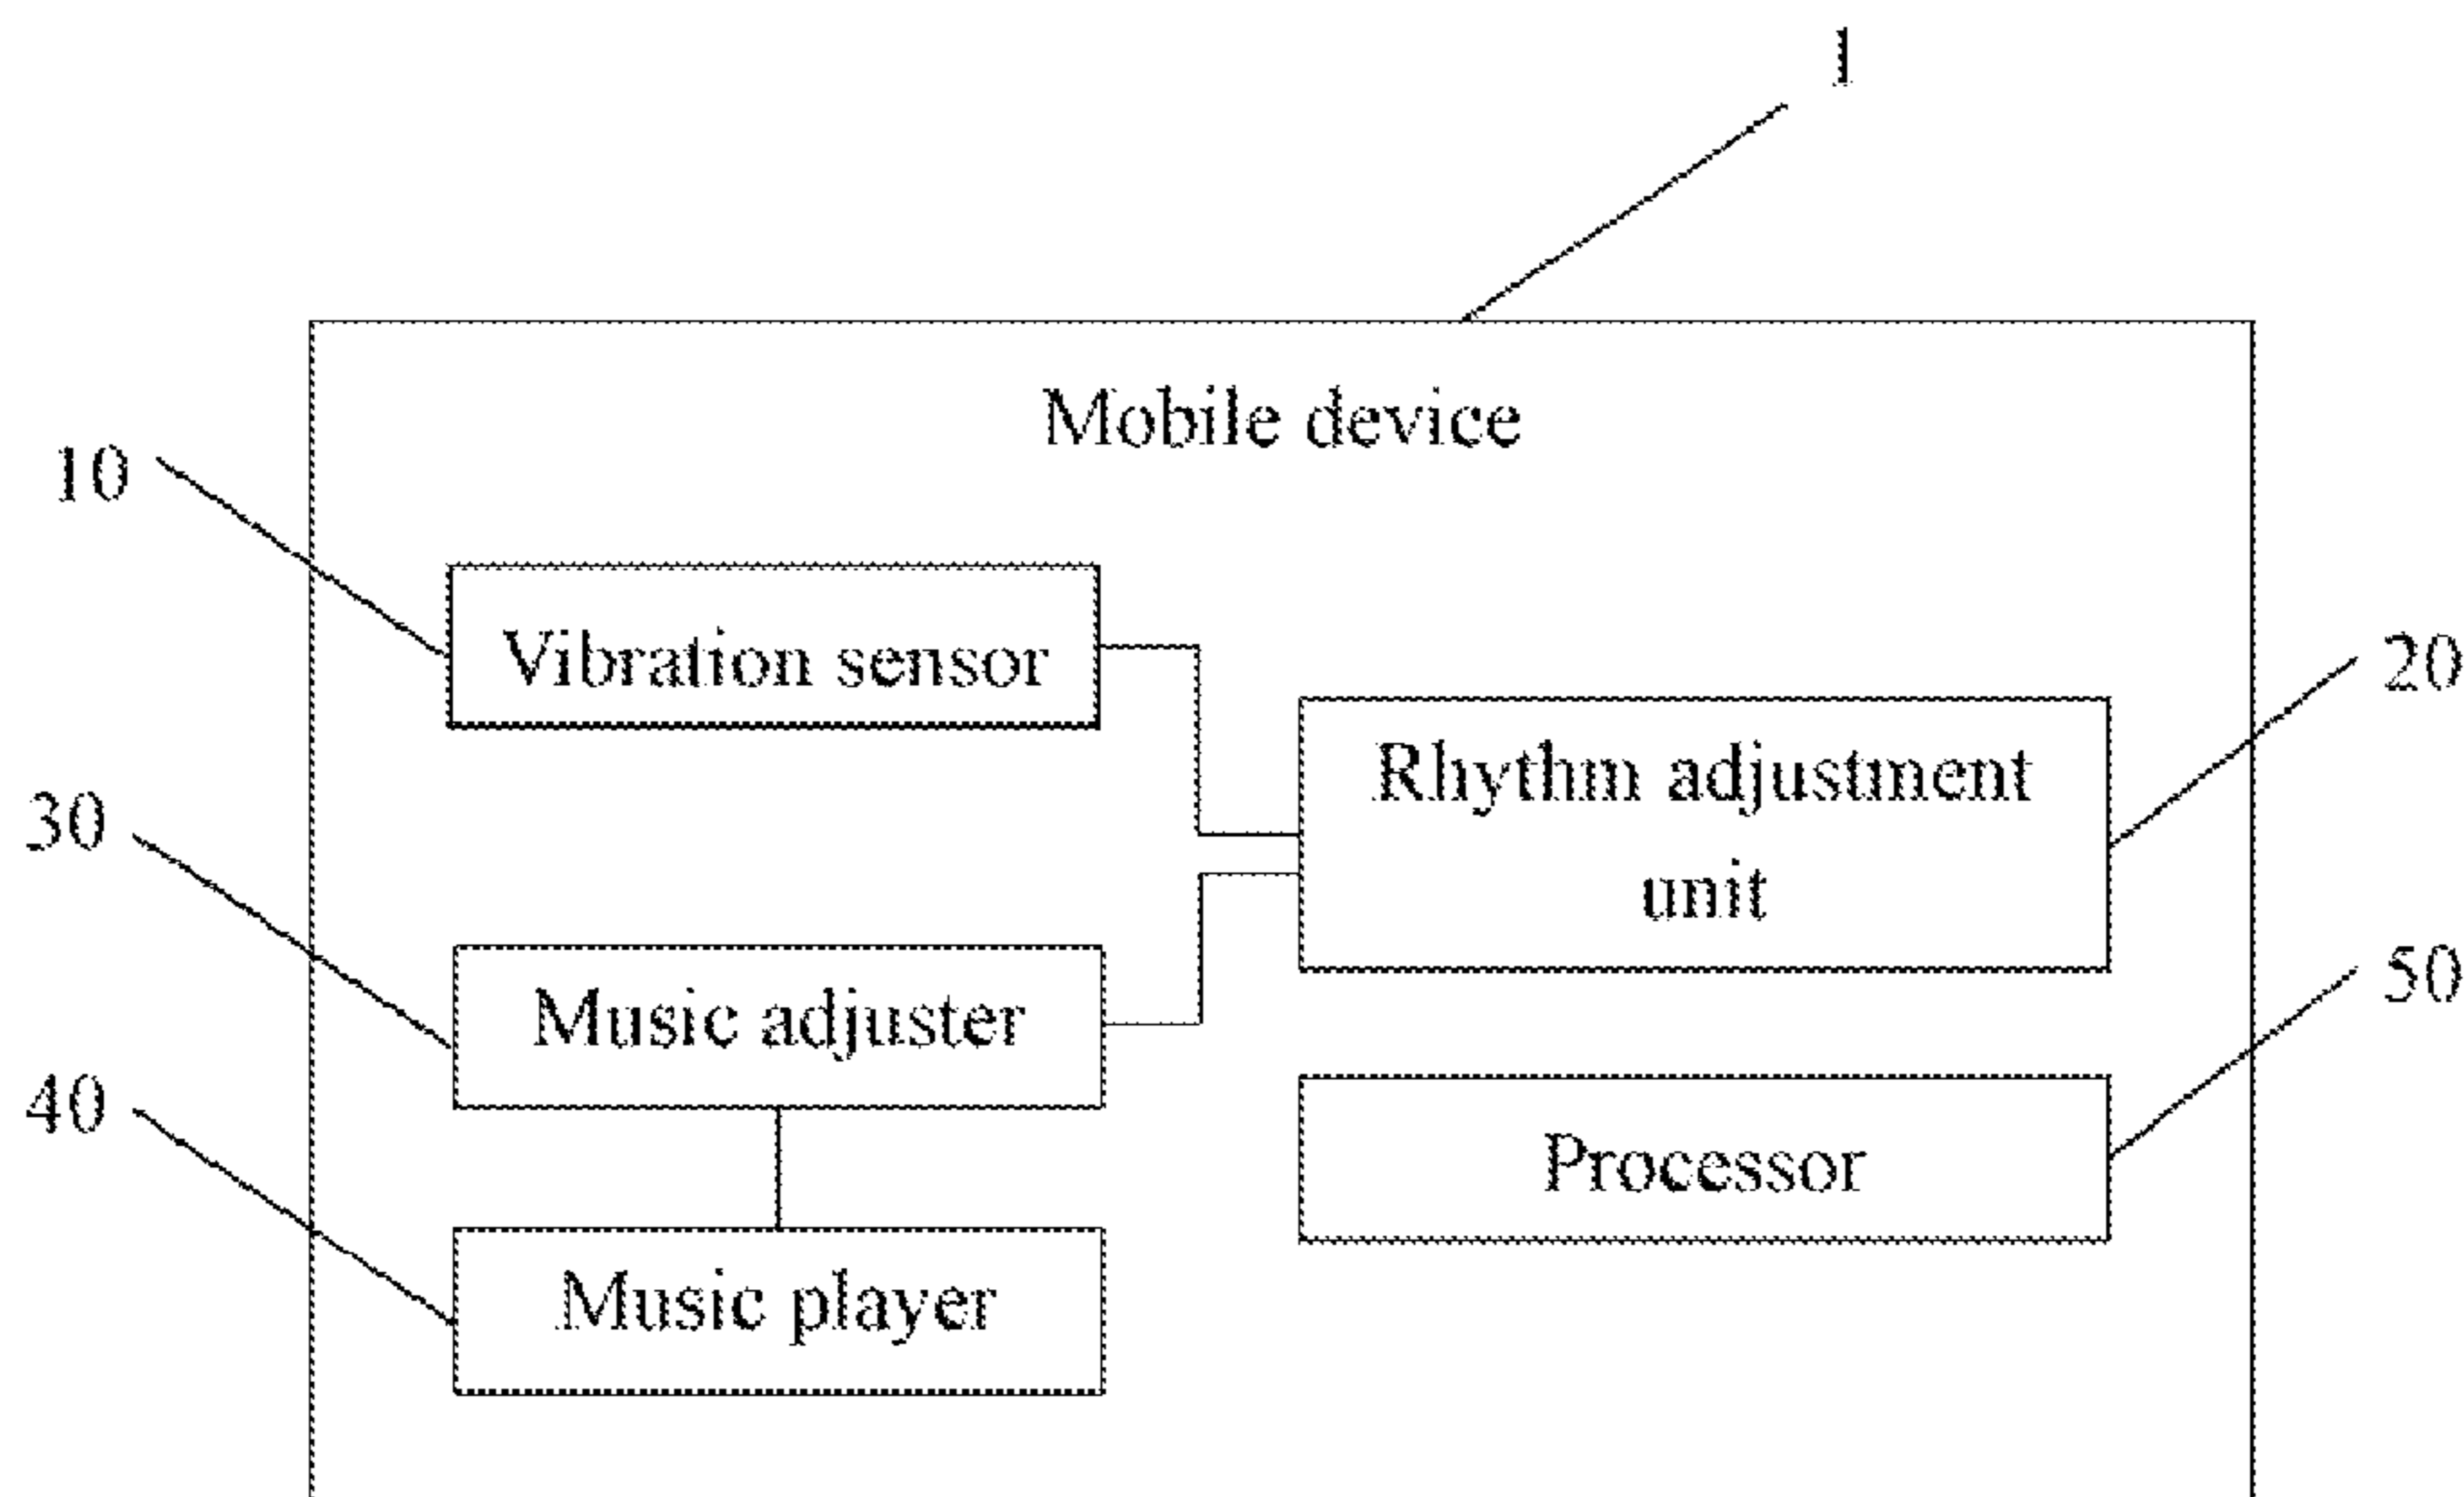 1
Mobile device
10
Vibration sensor
20
Rhythm adjustment
unit
30
Music adjuster
50
40
Processor
Music player